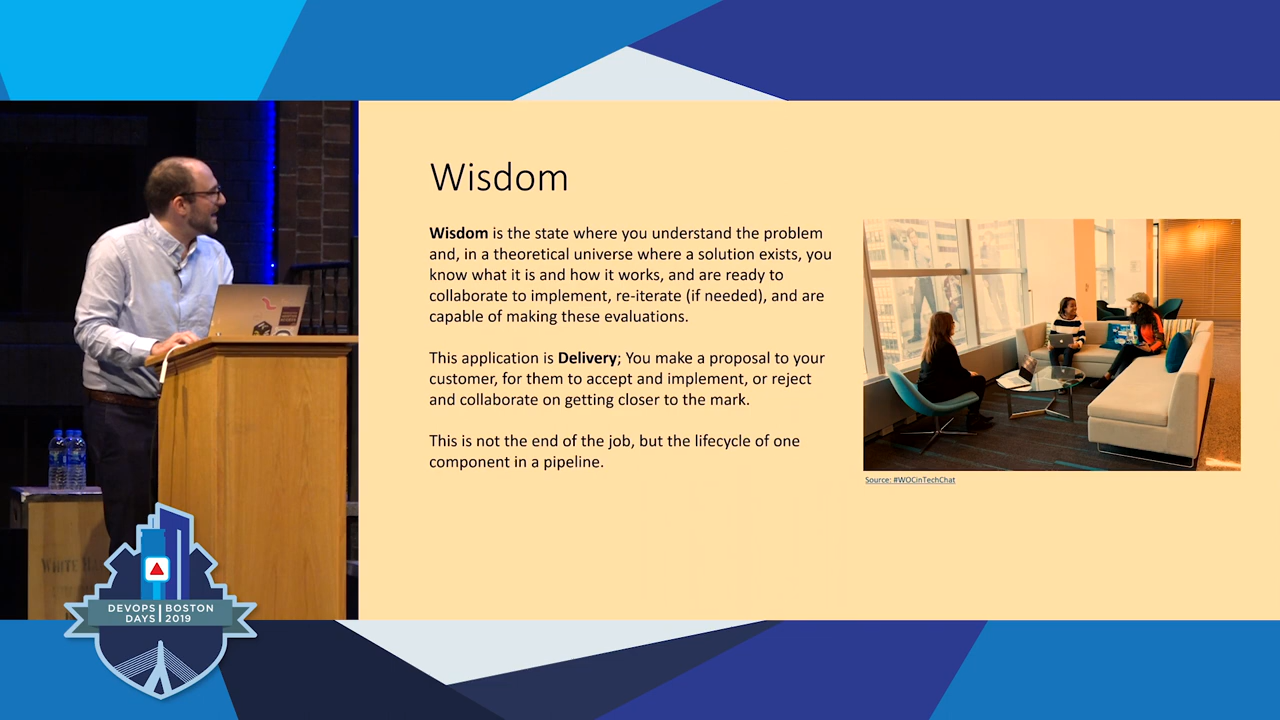 Wisdom
Wisdom is the state where you understand the problem
and, in a theoretical universe where a solution exists, you
know what it is and how it works, and are ready to
collaborate to implement, re-iterate (if needed), and are
capable of making these evaluations.
This application is Delivery; You make a proposal to your
customer, for them to accept and implement, or reject
and collaborate on getting closer to the mark.
This is not the end of the job, but the lifecycle of one
component in a pipeline.
Source: #WOCinTechChat
WHITE
DEVOPS BOSTON
DAYS 2019